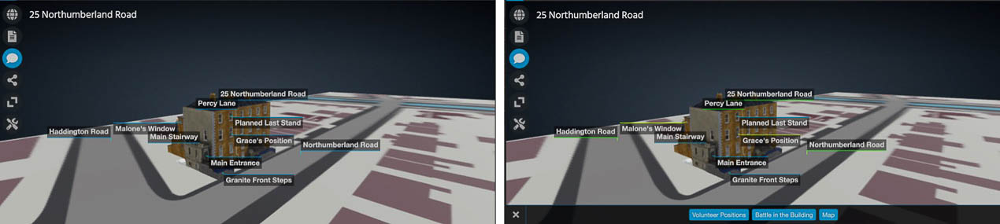 25 Northumberland Road
25 Northumberland Road
Percy Lane
Planned Last Stand
Malone's Window
Haddington Road
Main Stairway
Grace's Position
Northumberland Road
Main Entrance
Granite Front Steps
25 Northumberland Road
25 Northumberland Road
Percy Lane
Planned Last Stand
Malone's Window
Haddington Road
Main Stairway
Grace's Position
Northumberland Road
Main Entrance
Granite Front Steps
Volunteer Positions
Battle in the Building
Map